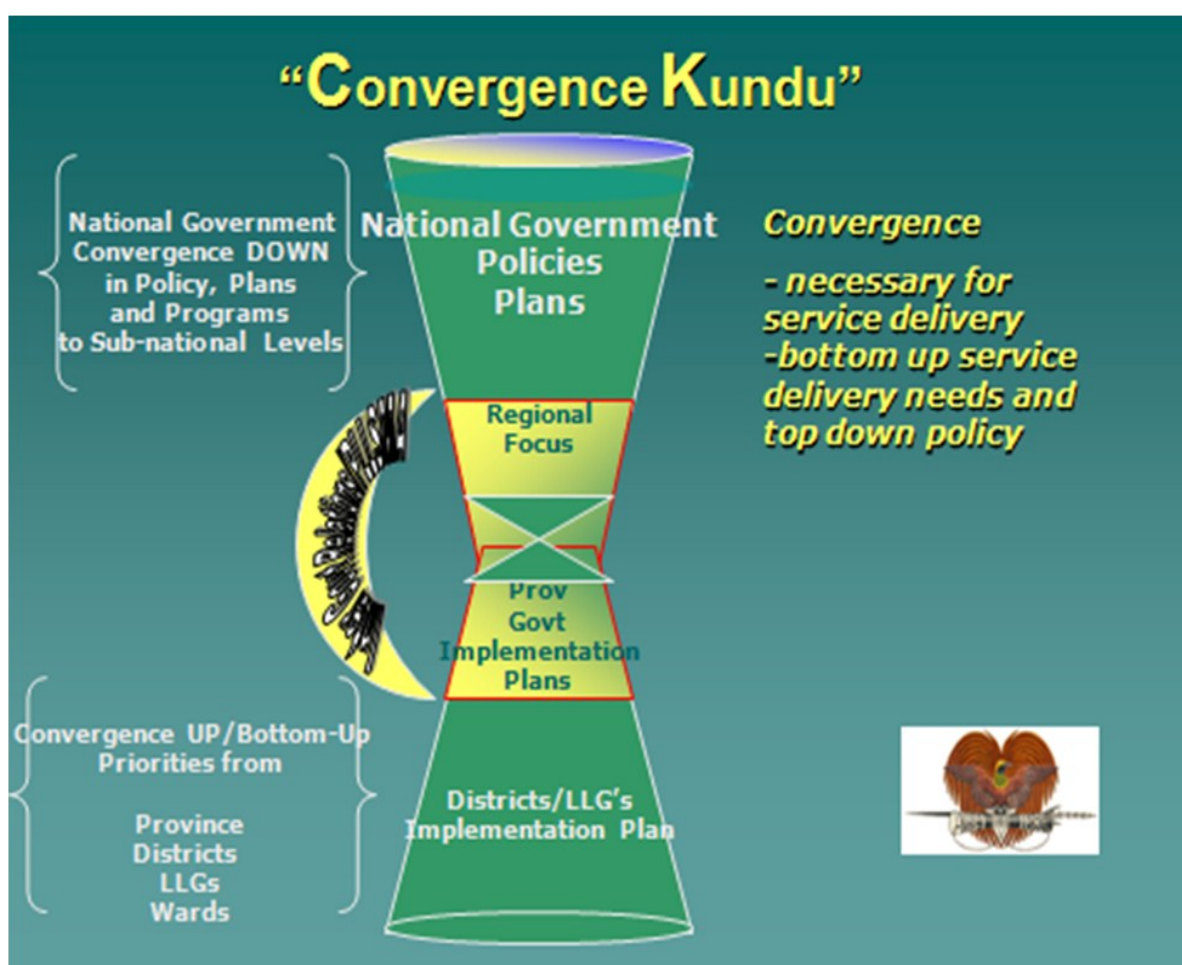 “Convergence Kundu”
National Government
Convergence DOWN
in Policy, Plans
and Programs
to Sub-national Levels
National Government
Policies
Plans
Convergence
- necessary for
service delivery
-bottom up service
delivery needs and
top down policy
Regional
Focus
Prov
Govt
Implementation
Plans
Convergence UP/Bottom-Up
Priorities from
Province
Districts
LLGs
Wards
Districts/LLG’s
Implementation Plan